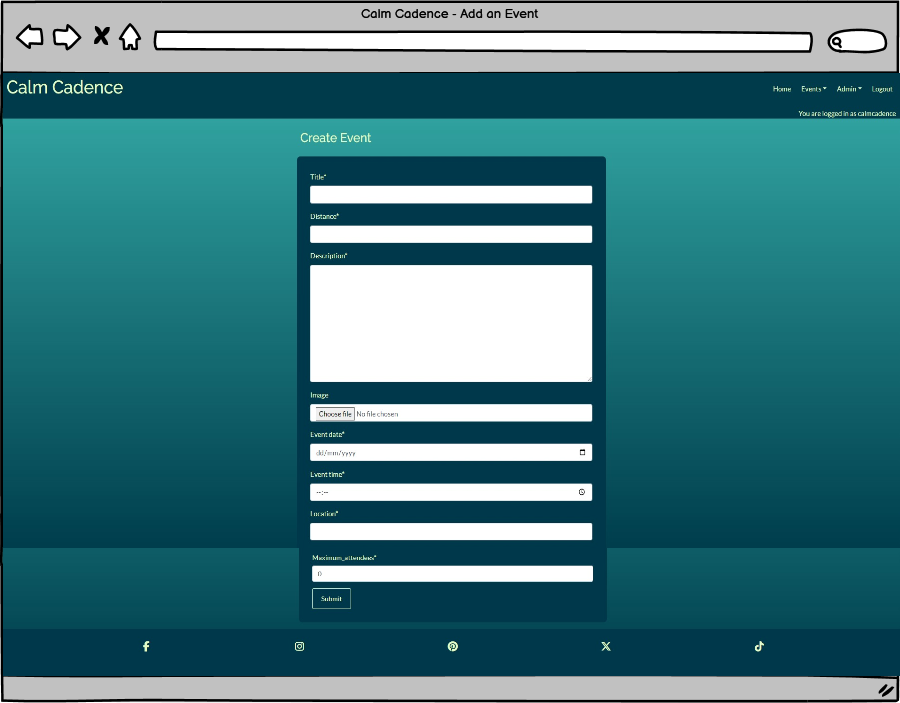 Calm Cadence - Add an Event
Calm Cadence
Home Events Admin Logout
You are logged in as calmcadence
Create Event
Title*
Distance*
Description*
Image
Choose file No file chosen
Event date*
dd/mm/yyyy
Event time*
--:--
Location*
Maximum_attendees*
0
Submit